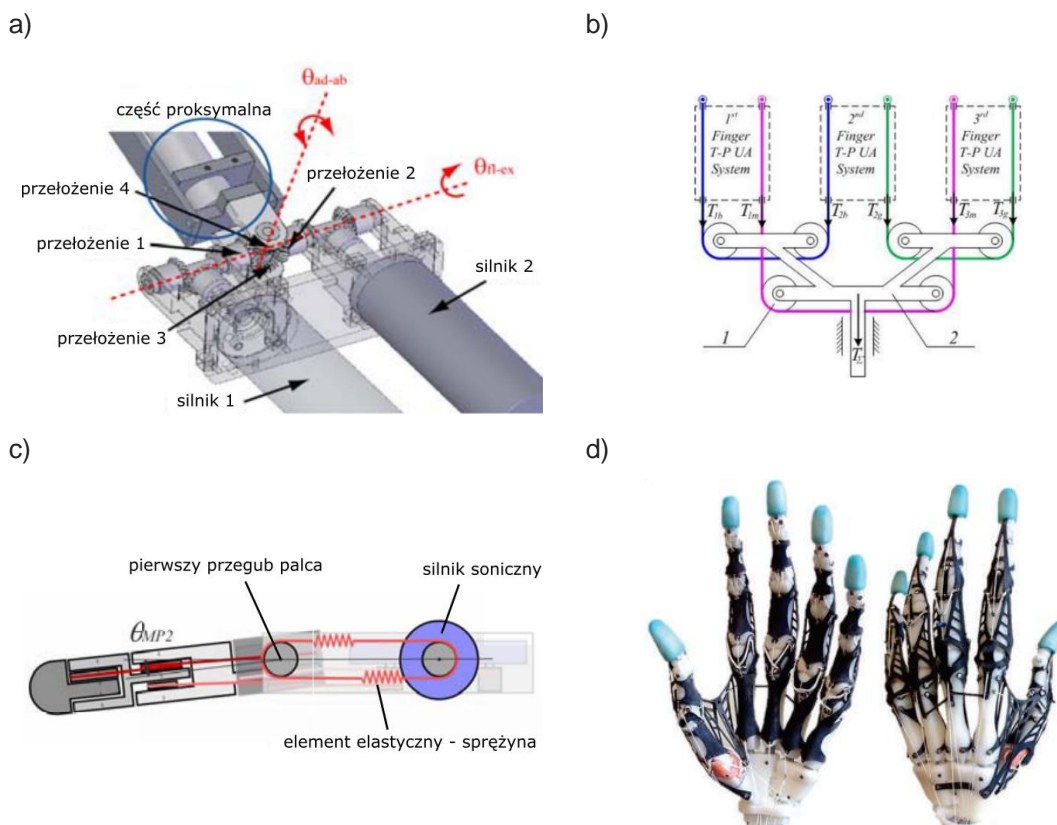 a)
θad-ab
część proksymalna
θfl-ex
przełożenie 4
przełożenie 2
przełożenie 1
silnik 2
przełożenie 3
silnik 1
b)
1st Finger T-P UA System
2nd Finger T-P UA System
3rd Finger T-P UA System
T1b T1m T2b T2g T3m T3g
1
2
c)
pierwszy przegub palca
silnik soniczny
θMP2
element elastyczny - sprężyna
d)